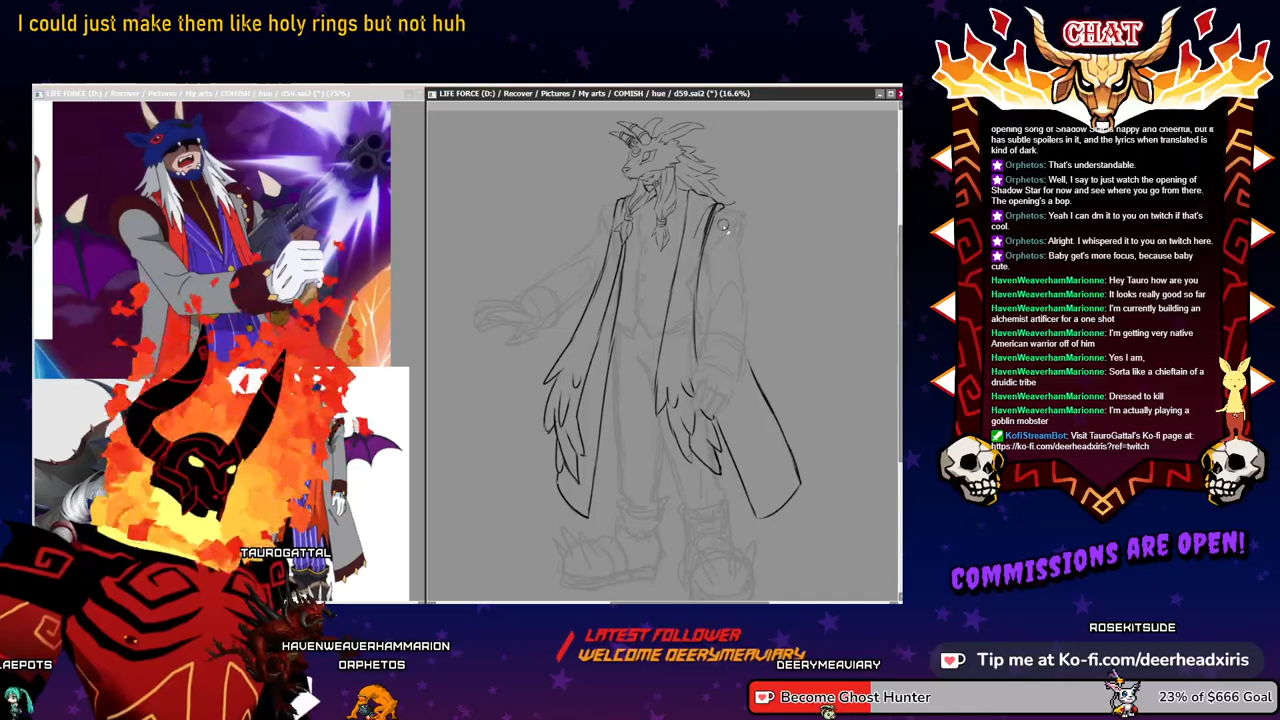 I could just make them like holy rings but not huh
LIFE FORCE (D:) / Recover / Pictures / My arts / COMISH / hue / d59.sai2 (*) (16.6%)
CHAT
opening song of Shadow
is happy and cheerful, but it
has subtle spoilers in it, and the lyrics when translated is
kind of dark.
Orphetos: That's understandable.
Orphetos: Well, I say to just watch the opening of
Shadow Star for now and see where you go from there.
The opening's a bop.
Orphetos: Yeah I can dm it to you on twitch if that's
cool.
Orphetos: Alright. I whispered it to you on twitch here.
Orphetos: Baby get's more focus, because baby
cute.
HavenWeaverhamMarionne: Hey Tauro how are you
HavenWeaverhamMarionne: It looks really good so far
HavenWeaverhamMarionne: I'm currently building an
alchemist artificer for a one shot
HavenWeaverhamMarionne: I'm getting very native
American warrior off of him
HavenWeaverhamMarionne: Yes I am,
HavenWeaverhamMarionne: Sorta like a chieftain of a
druidic tribe
HavenWeaverhamMarionne: Dressed to kill
HavenWeaverhamMarionne: I'm actually playing a
goblin mobster
KofiStreamBot: Visit TauroGattal's Ko-fi page at:
https://ko-fi.com/deerheadxiris?ref=twitch
COMMISSIONS ARE OPEN!
TAUROGATTAL
HAVENWEAVERHAMMARION
ORPHETOS
LAEPOTS
LATEST FOLLOWER
WELCOME DEERYMEAVIARY
DEERYMEAVIARY
ROSEKITSUDE
Tip me at Ko-fi.com/deerheadxiris
Become Ghost Hunter
23% of $666 Goal